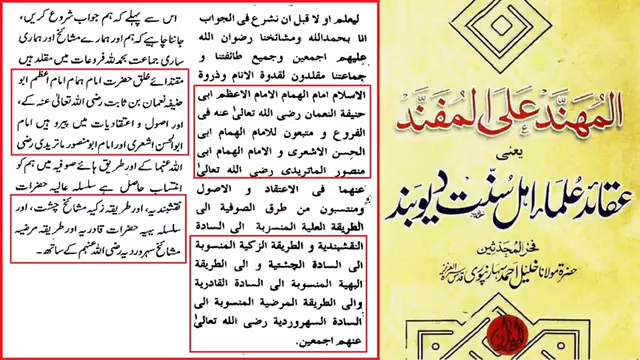 المہند علی المفند
یعنی
عقائد علماء اہل سنت دیوبند
فخر المحدثین
حضرۃ مولانا خلیل احمد سہارنپوری قدس سرہ العزیز
لیعلم او لا قبل ان نشرع فی الجواب
انا بحمدالله ومشائخنا رضوان الله
علیهم اجمعین وجمیع طائفتنا و
جماعتنا مقلدون لقدوة الانام وذروة
الاسلام امام الهمام الامام الاعظم ابی
حنیفة النعمان رضی الله تعالیٰ عنه فی
الفروع و متبعون للامام الهمام ابی
الحسن الاشعری و الامام الهمام ابی
منصور الماتریدی رضی الله تعالیٰ
عنهما فی الاعتقاد و الاصول
ومنتسبون من طرق الصوفیة الی
الطریقة العلیة المنسوبة الی السادة
النقشبندیة و الطریقة الزکیة المنسوبة
الی السادة الچشتیة و الی الطریقة
البهیة المنسوبة الی السادة القادریة
والی الطریقة المرضیة المنسوبة الی
السادة السهروردیة رضی الله تعالیٰ
عنهم اجمعین.
اس سے پہلے کہ ہم جواب شروع کریں،
جاننا چاہیے کہ ہم اور ہمارے مشائخ اور ہماری
ساری جماعت بحمد للہ فروعات میں مقلد ہیں
مقتدائے خلق حضرت امام ہمام امام اعظم ابو
حنیفہ نعمان بن ثابت رضی اللہ تعالیٰ عنہ کے،
اور اصول و اعتقادیات میں پیرو ہیں امام
ابوالحسن اشعری اور امام ابو منصور ماتریدی رضی
اللہ عنہما کے اور طریق ہائے صوفیہ میں ہم کو
انتساب حاصل ہے سلسلہ عالیہ حضرات
نقشبندیہ، اور طریقہ زکیہ مشائخ چشت، اور
سلسلہ بہیہ حضرات قادریہ اور طریقہ مرضیہ
مشائخ سہروردیہ رضی اللہ عنہم کے ساتھ۔